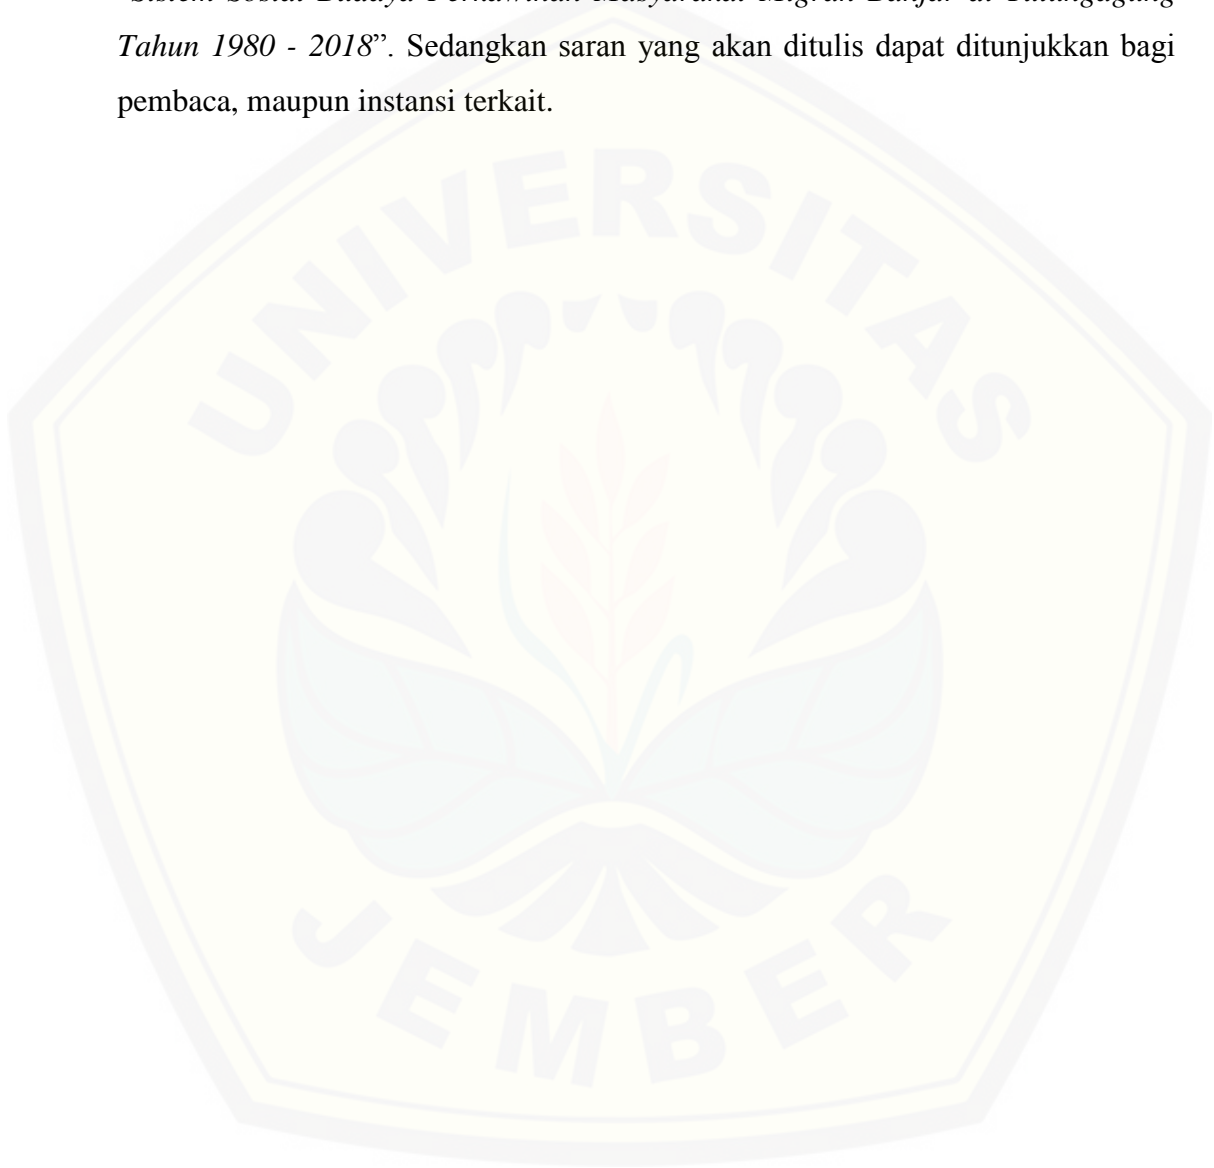 Sistem Sosial Budaya Perkawinan Masyarakat Migran Banjar di Tulungagung
Tahun 1980 - 2018”. Sedangkan saran yang akan ditulis dapat ditunjukkan bagi
pembaca, maupun instansi terkait.
UNIVERSITAS
JEMBER